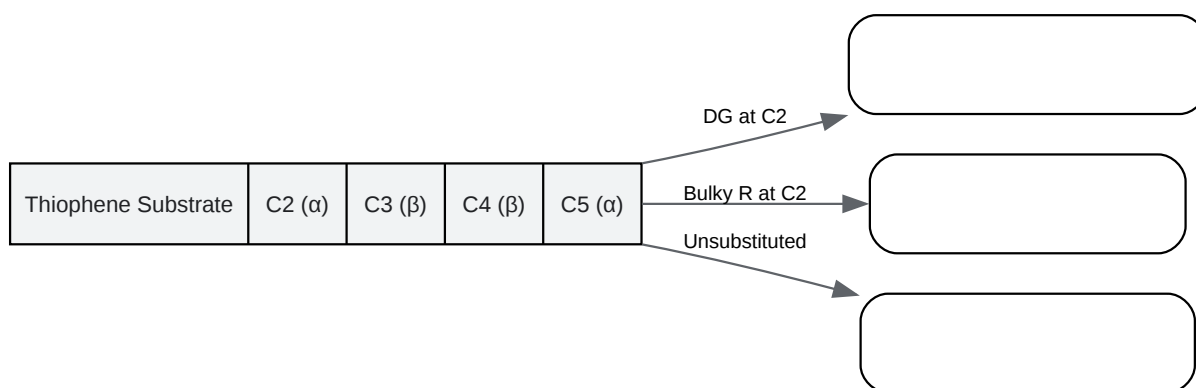 DG at C2
Thiophene Substrate C2 (α) C3 (β) C4 (β) C5 (α)
Bulky R at C2
Unsubstituted